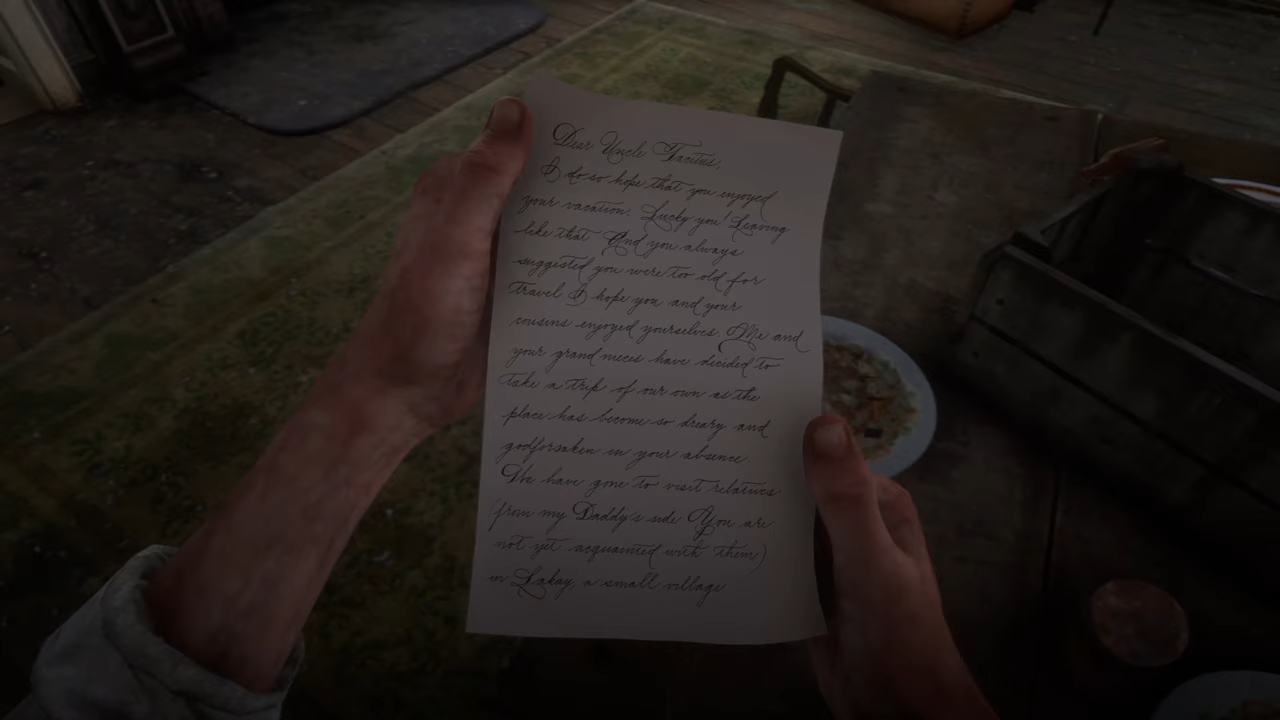 Dear Uncle Tacitus,
I do so hope that you enjoyed
your vacation. Lucky you! Leaving
like that. And you always
suggested you were too old for
travel. I hope you and your
cousins enjoyed yourselves. Me and
your grand nieces have decided to
take a trip of our own as the
place has become so dreary and
godforsaken in your absence.
We have gone to visit relatives
(from my Daddy's side. You are
not yet acquainted with them)
in Lakay, a small village